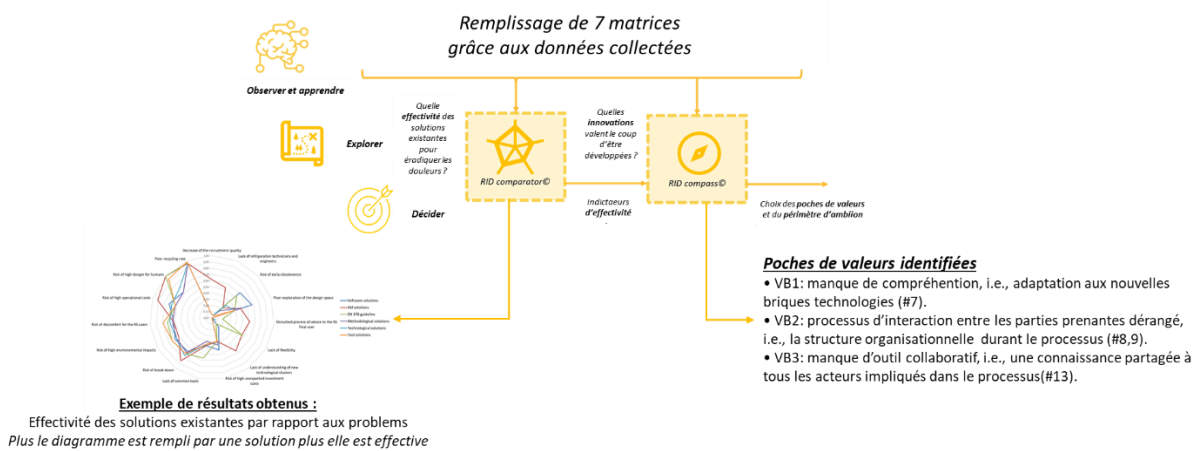 Remplissage de 7 matrices
grâce aux données collectées
Observer et apprendre
Explorer
Décider
Quelle
effectivité des
solutions
existantes
pour
éradiquer les
douleurs ?
RID comparator©
Quelles
innovations
valent le coup
d'être
développées ?
Indictaeurs
d'effectivité
RID compass©
Choix des poches de valeurs
et du périmètre d'ambtion
Decrease of the recruitment quality
Lack of refrigeration technicians and
engineers
Risk of early obsolescence
Poor exploration of the design space
Disturbed process of advice to the RS
final user
Lack of flexibility
Lack of understanding of new
technological clusters
Risk of high unexpected investment
costs
Lack of common tools
Risk of break down
Risk of high environmental impacts
Risk of discomfort for the RS users
Risk of high operational costs
Risk of high danger for humans
Poor recycling rate
Software solutions
Methodological solutions
Technological solutions
Tool solutions
Exemple de résultats obtenus :
Effectivité des solutions existantes par rapport aux problems
Plus le diagramme est rempli par une solution plus elle est effective
Poches de valeurs identifiées
• VB1: manque de compréhention, i.e., adaptation aux nouvelles
briques technologies (#7).
• VB2: processus d'interaction entre les parties prenantes dérangé,
i.e., la structure organisationnelle durant le processus (#8,9).
• VB3: manque d'outil collaboratif, i.e., une connaissance partagée à
tous les acteurs impliqués dans le processus(#13).